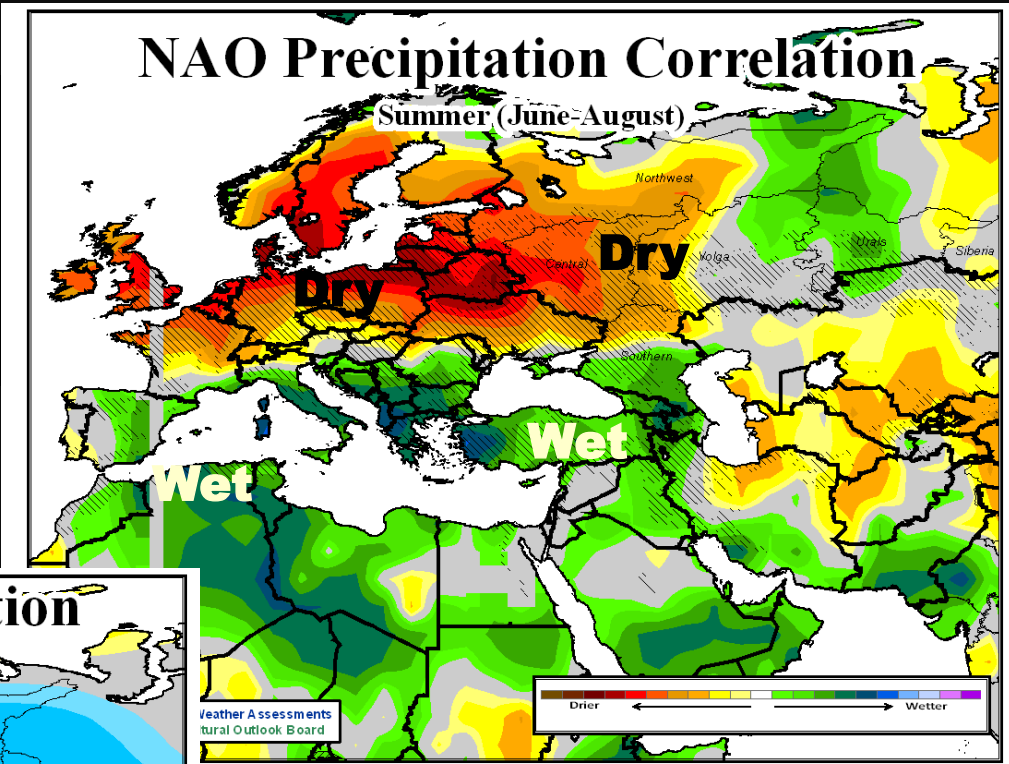 NAO Precipitation Correlation
Summer (June-August)
Northwest
Dry
Central
Volga
Urals
Siberia
Dry
Southern
Wet
Wet
tion
Drier
Wetter
Weather Assessments
tural Outlook Board